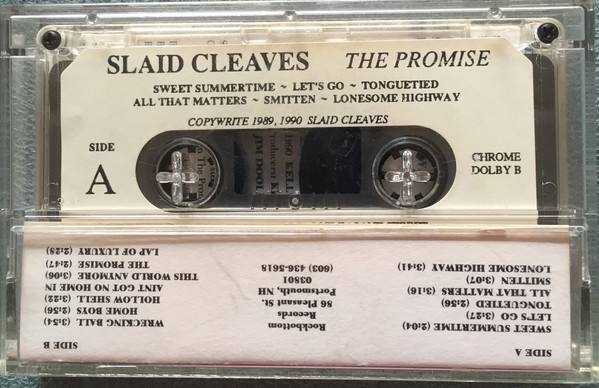 SLAID CLEAVES THE PROMISE
SWEET SUMMERTIME ~ LET'S GO ~ TONGUETIED
ALL THAT MATTERS ~ SMITTEN ~ LONESOME HIGHWAY
COPYWRITE 1989, 1990 SLAID CLEAVES
SIDE
A
CHROME
DOLBY B
SIDE A
SWEET SUMMERTIME (2:04)
LET'S GO (3:27)
TONGUETIED (2:56)
ALL THAT MATTERS (3:16)
SMITTEN (3:07)
LONESOME HIGHWAY (3:41)
Rockbottom
Records
86 Pleasant St.
Portsmouth, NH
03801
(603) 436-5618
SIDE B
WRECKING BALL (3:54)
HOME BOYS (2:56)
HOLLOW SHELL (3:22)
AINT GOT NO HOME IN
THIS WORLD ANYMORE (3:06)
THE PROMISE (2:47)
LAP OF LUXURY (2:28)